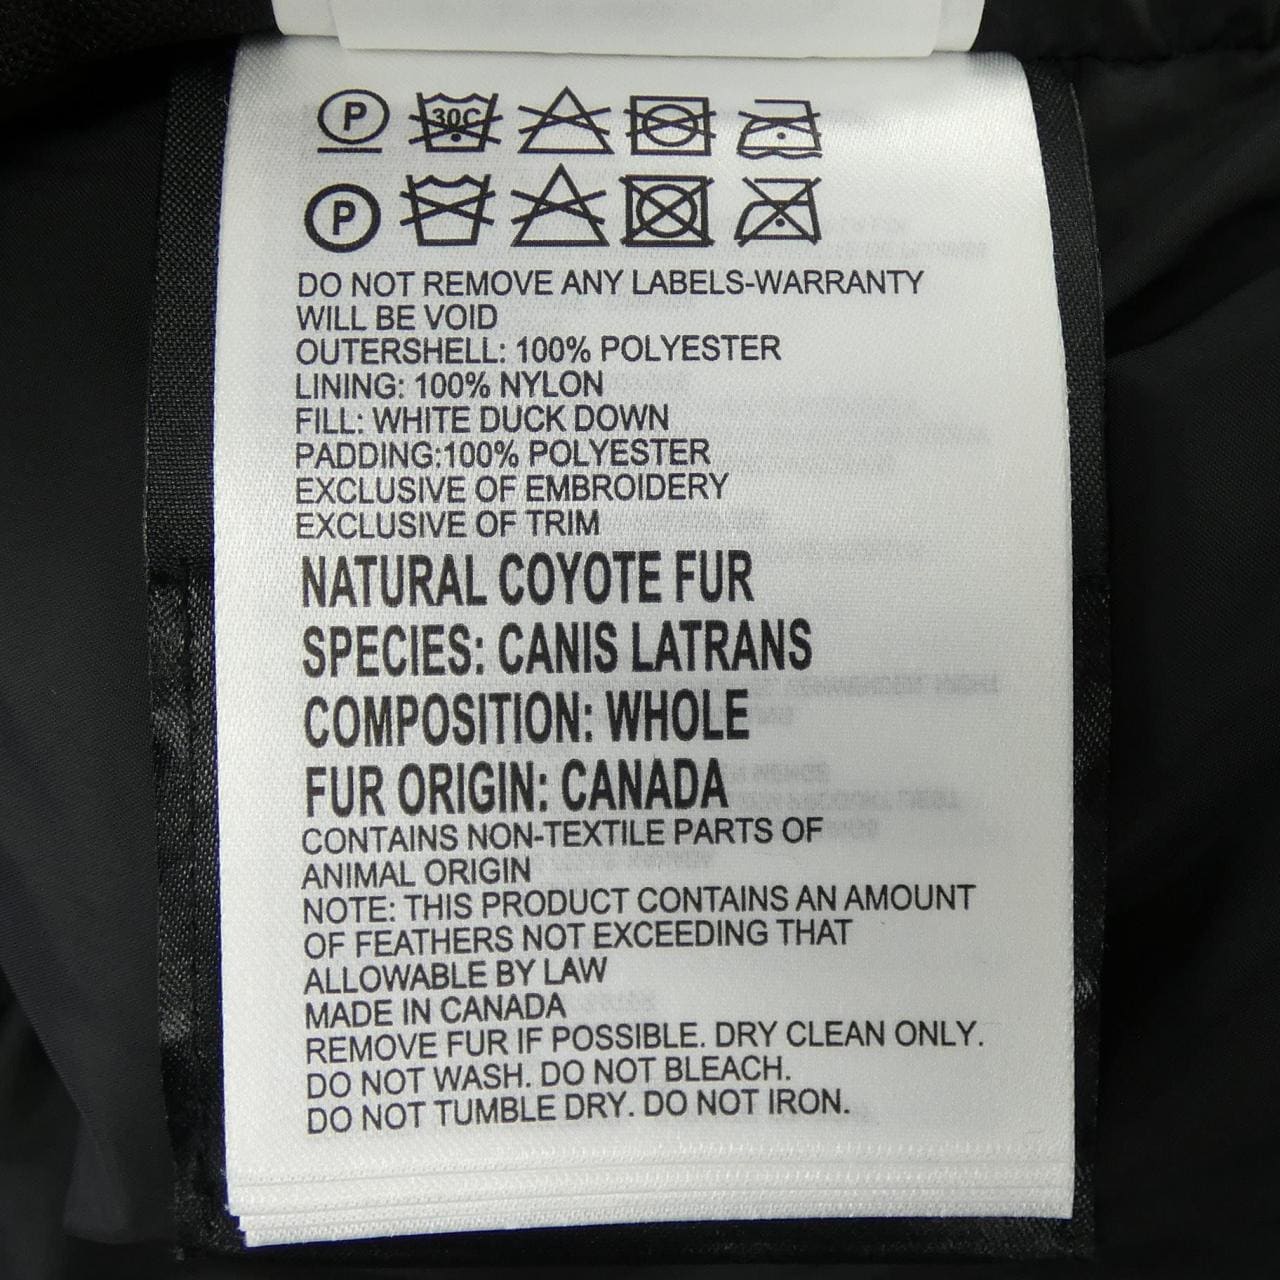 P 30C
P
DO NOT REMOVE ANY LABELS-WARRANTY
WILL BE VOID
OUTERSHELL: 100% POLYESTER
LINING: 100% NYLON
FILL: WHITE DUCK DOWN
PADDING:100% POLYESTER
EXCLUSIVE OF EMBROIDERY
EXCLUSIVE OF TRIM
NATURAL COYOTE FUR
SPECIES: CANIS LATRANS
COMPOSITION: WHOLE
FUR ORIGIN: CANADA
CONTAINS NON-TEXTILE PARTS OF
ANIMAL ORIGIN
NOTE: THIS PRODUCT CONTAINS AN AMOUNT
OF FEATHERS NOT EXCEEDING THAT
ALLOWABLE BY LAW
MADE IN CANADA
REMOVE FUR IF POSSIBLE. DRY CLEAN ONLY.
DO NOT WASH. DO NOT BLEACH.
DO NOT TUMBLE DRY. DO NOT IRON.